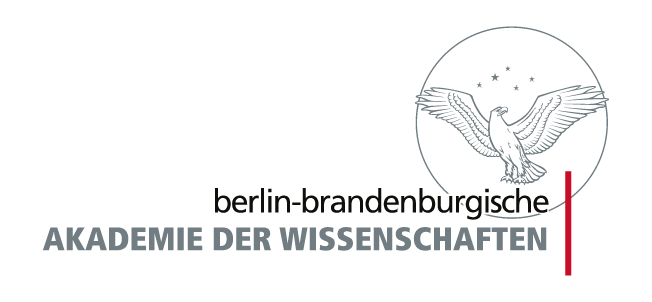 berlin-brandenburgische
AKADEMIE DER WISSENSCHAFTEN